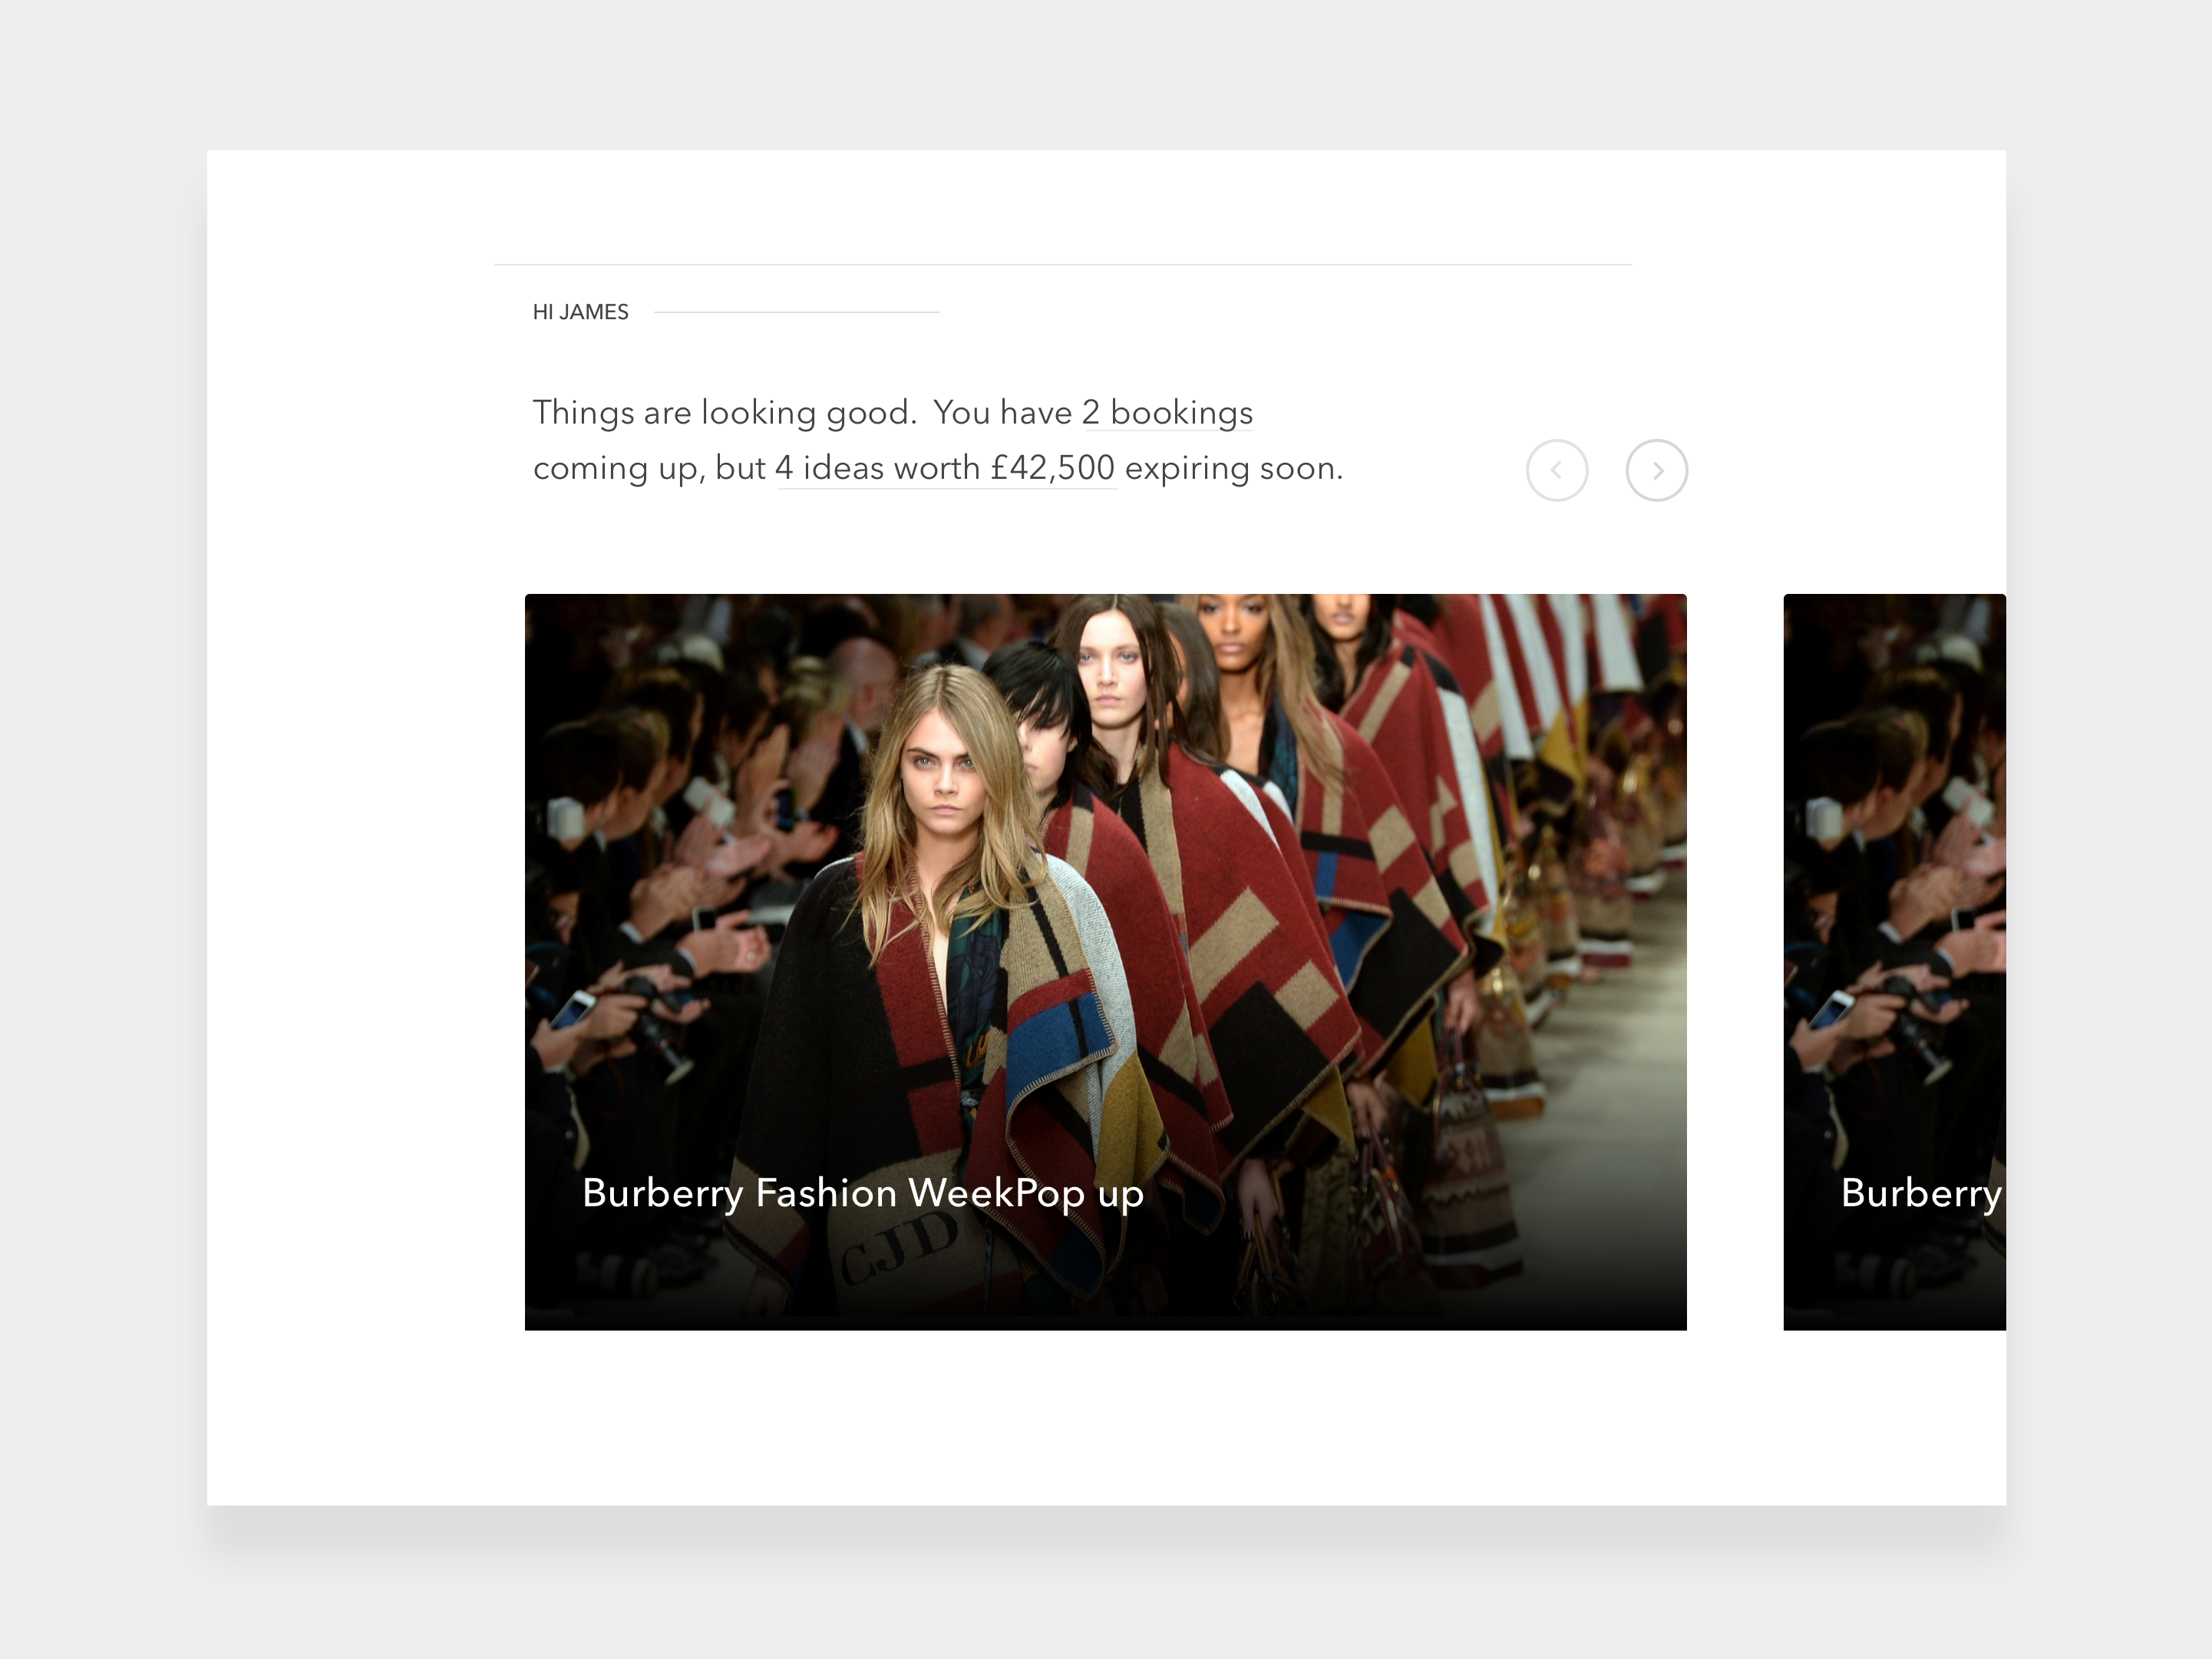 HI JAMES
Things are looking good.  You have 2 bookings
coming up, but 4 ideas worth £42,500 expiring soon.
Burberry Fashion WeekPop up
Burberry
CJD